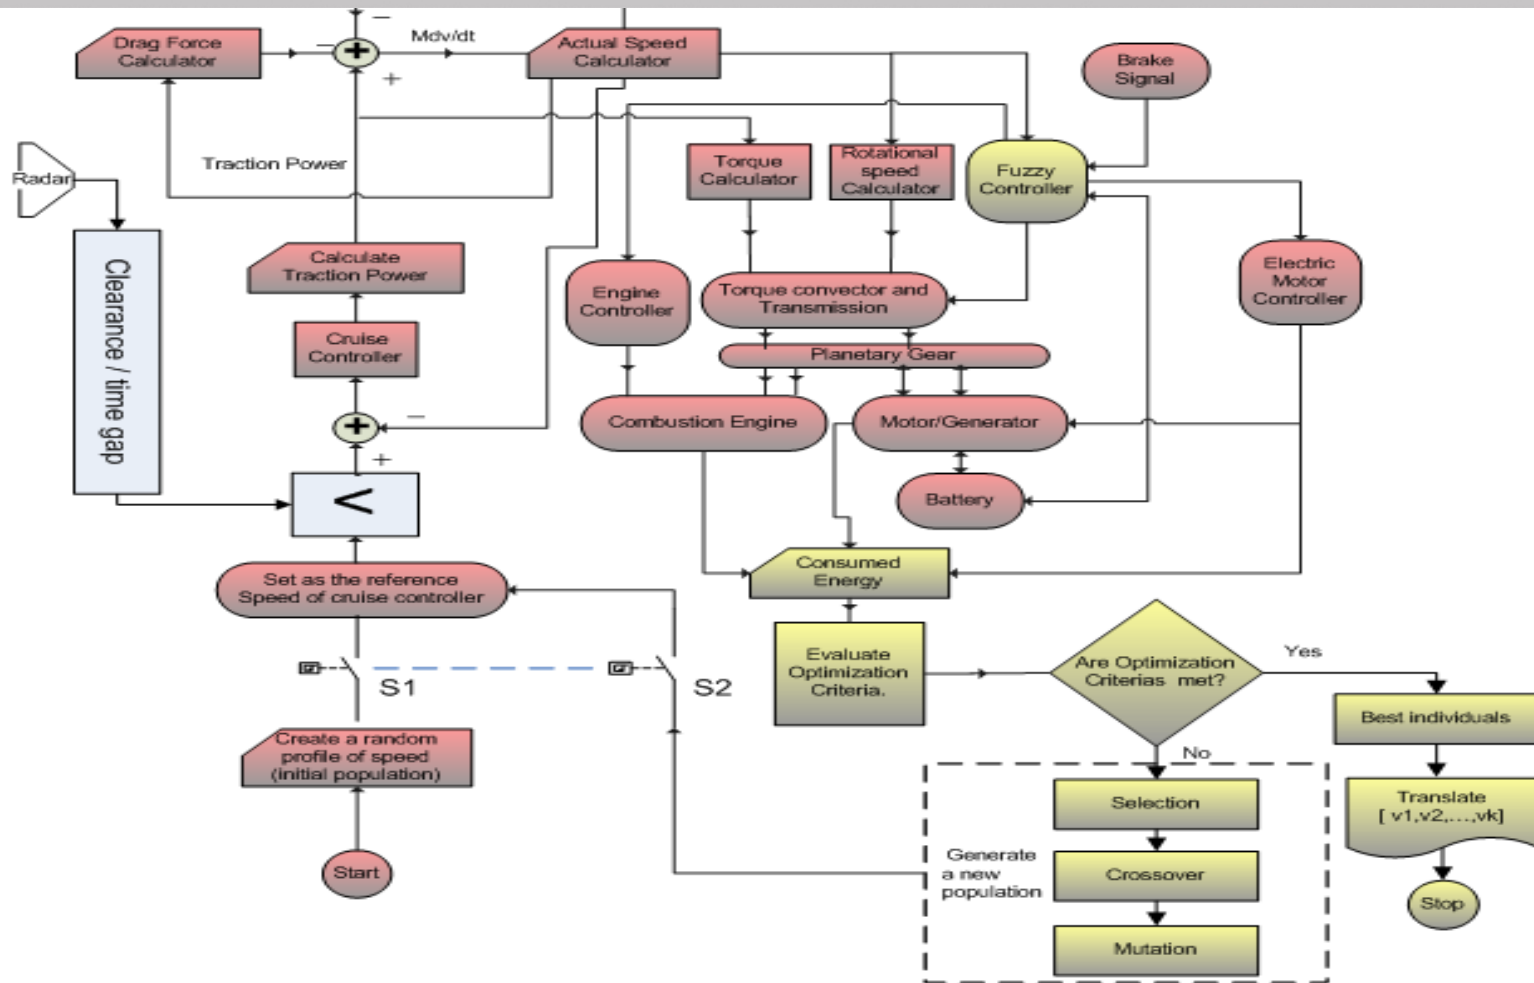 Drag Force
Calculator
−
−
+
+
Mdv/dt
Actual Speed
Calculator
Brake
Signal
Radar
Traction Power
Torque
Calculator
Rotational
speed
Calculator
Fuzzy
Controller
Clearance / time gap
Calculate
Traction Power
Engine
Controller
Torque convector and
Transmission
Electric
Motor
Controller
Cruise
Controller
Planetary Gear
+
−
+
Combustion Engine
Motor/Generator
<
Battery
Set as the reference
Speed of cruise controller
Consumed
Energy
S1
S2
Evaluate
Optimization
Criteria.
Are Optimization
Criterias met?
Yes
No
Best individuals
Create a random
profile of speed
(initial population)
Selection
Translate
[ v1,v2,...,vk]
Generate
a new
population
Crossover
Mutation
Start
Stop